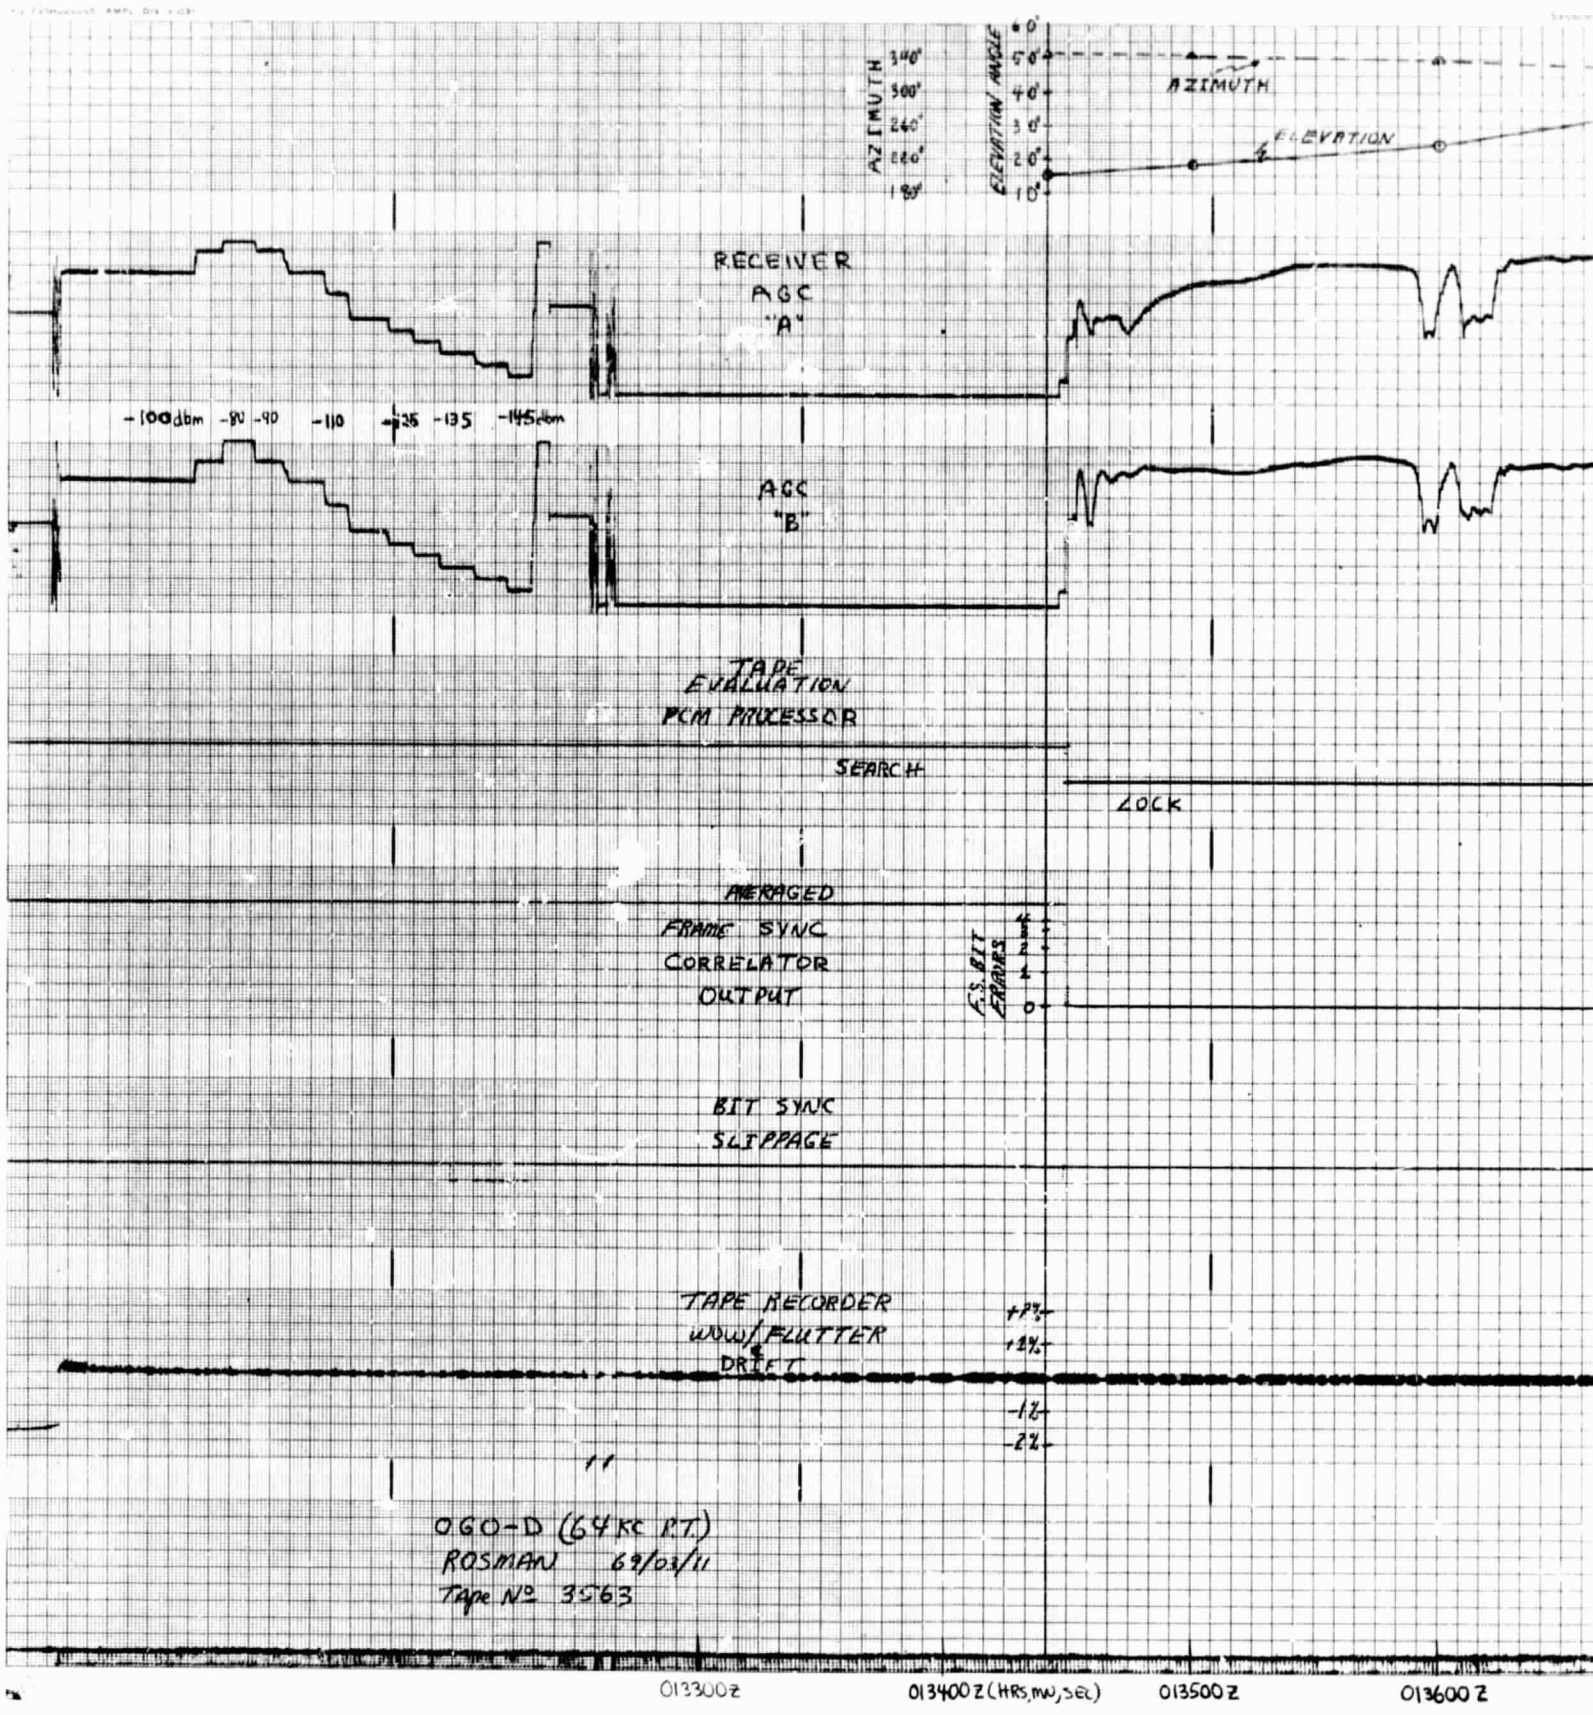 60°
50°
40°
30°
20°
10°
ELEVATION ANGLE
340°
300°
260°
220°
180°
AZIMUTH
AZIMUTH
ELEVATION
RECEIVER
AGC
"A"
-100dbm -80 -90 -110 -125 -135 -145dbm
AGC
"B"
TAPE
EVALUATION
PCM PROCESSOR
SEARCH
LOCK
AVERAGED
FRAME SYNC
CORRELATOR
OUTPUT
F.S. BIT
ERRORS
4
2
1
0
BIT SYNC
SLIPPAGE
TAPE RECORDER
WOW/FLUTTER
&
DRIFT
+2%
+1%
-1%
-2%
OGO-D (64 KC R.T.)
ROSMAN 69/03/11
Tape Nº 3563
013300Z 013400Z (HRS, MN, SEC) 013500Z 013600Z